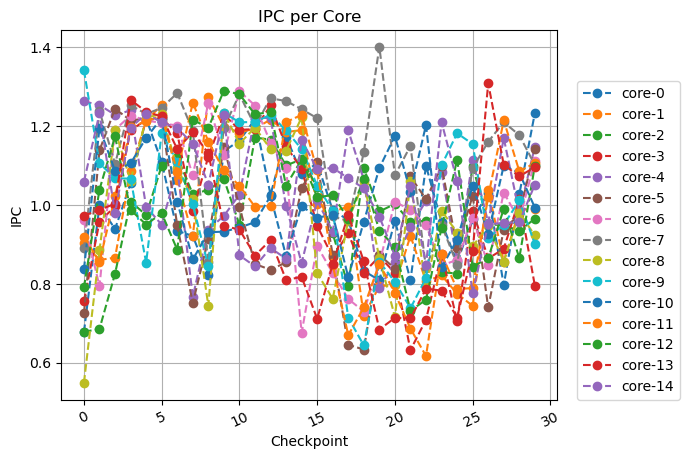 IPC per Core
1.4
1.2
1.0
0.8
0.6
IPC
0
5
10
15
20
25
30
Checkpoint
core-0
core-1
core-2
core-3
core-4
core-5
core-6
core-7
core-8
core-9
core-10
core-11
core-12
core-13
core-14